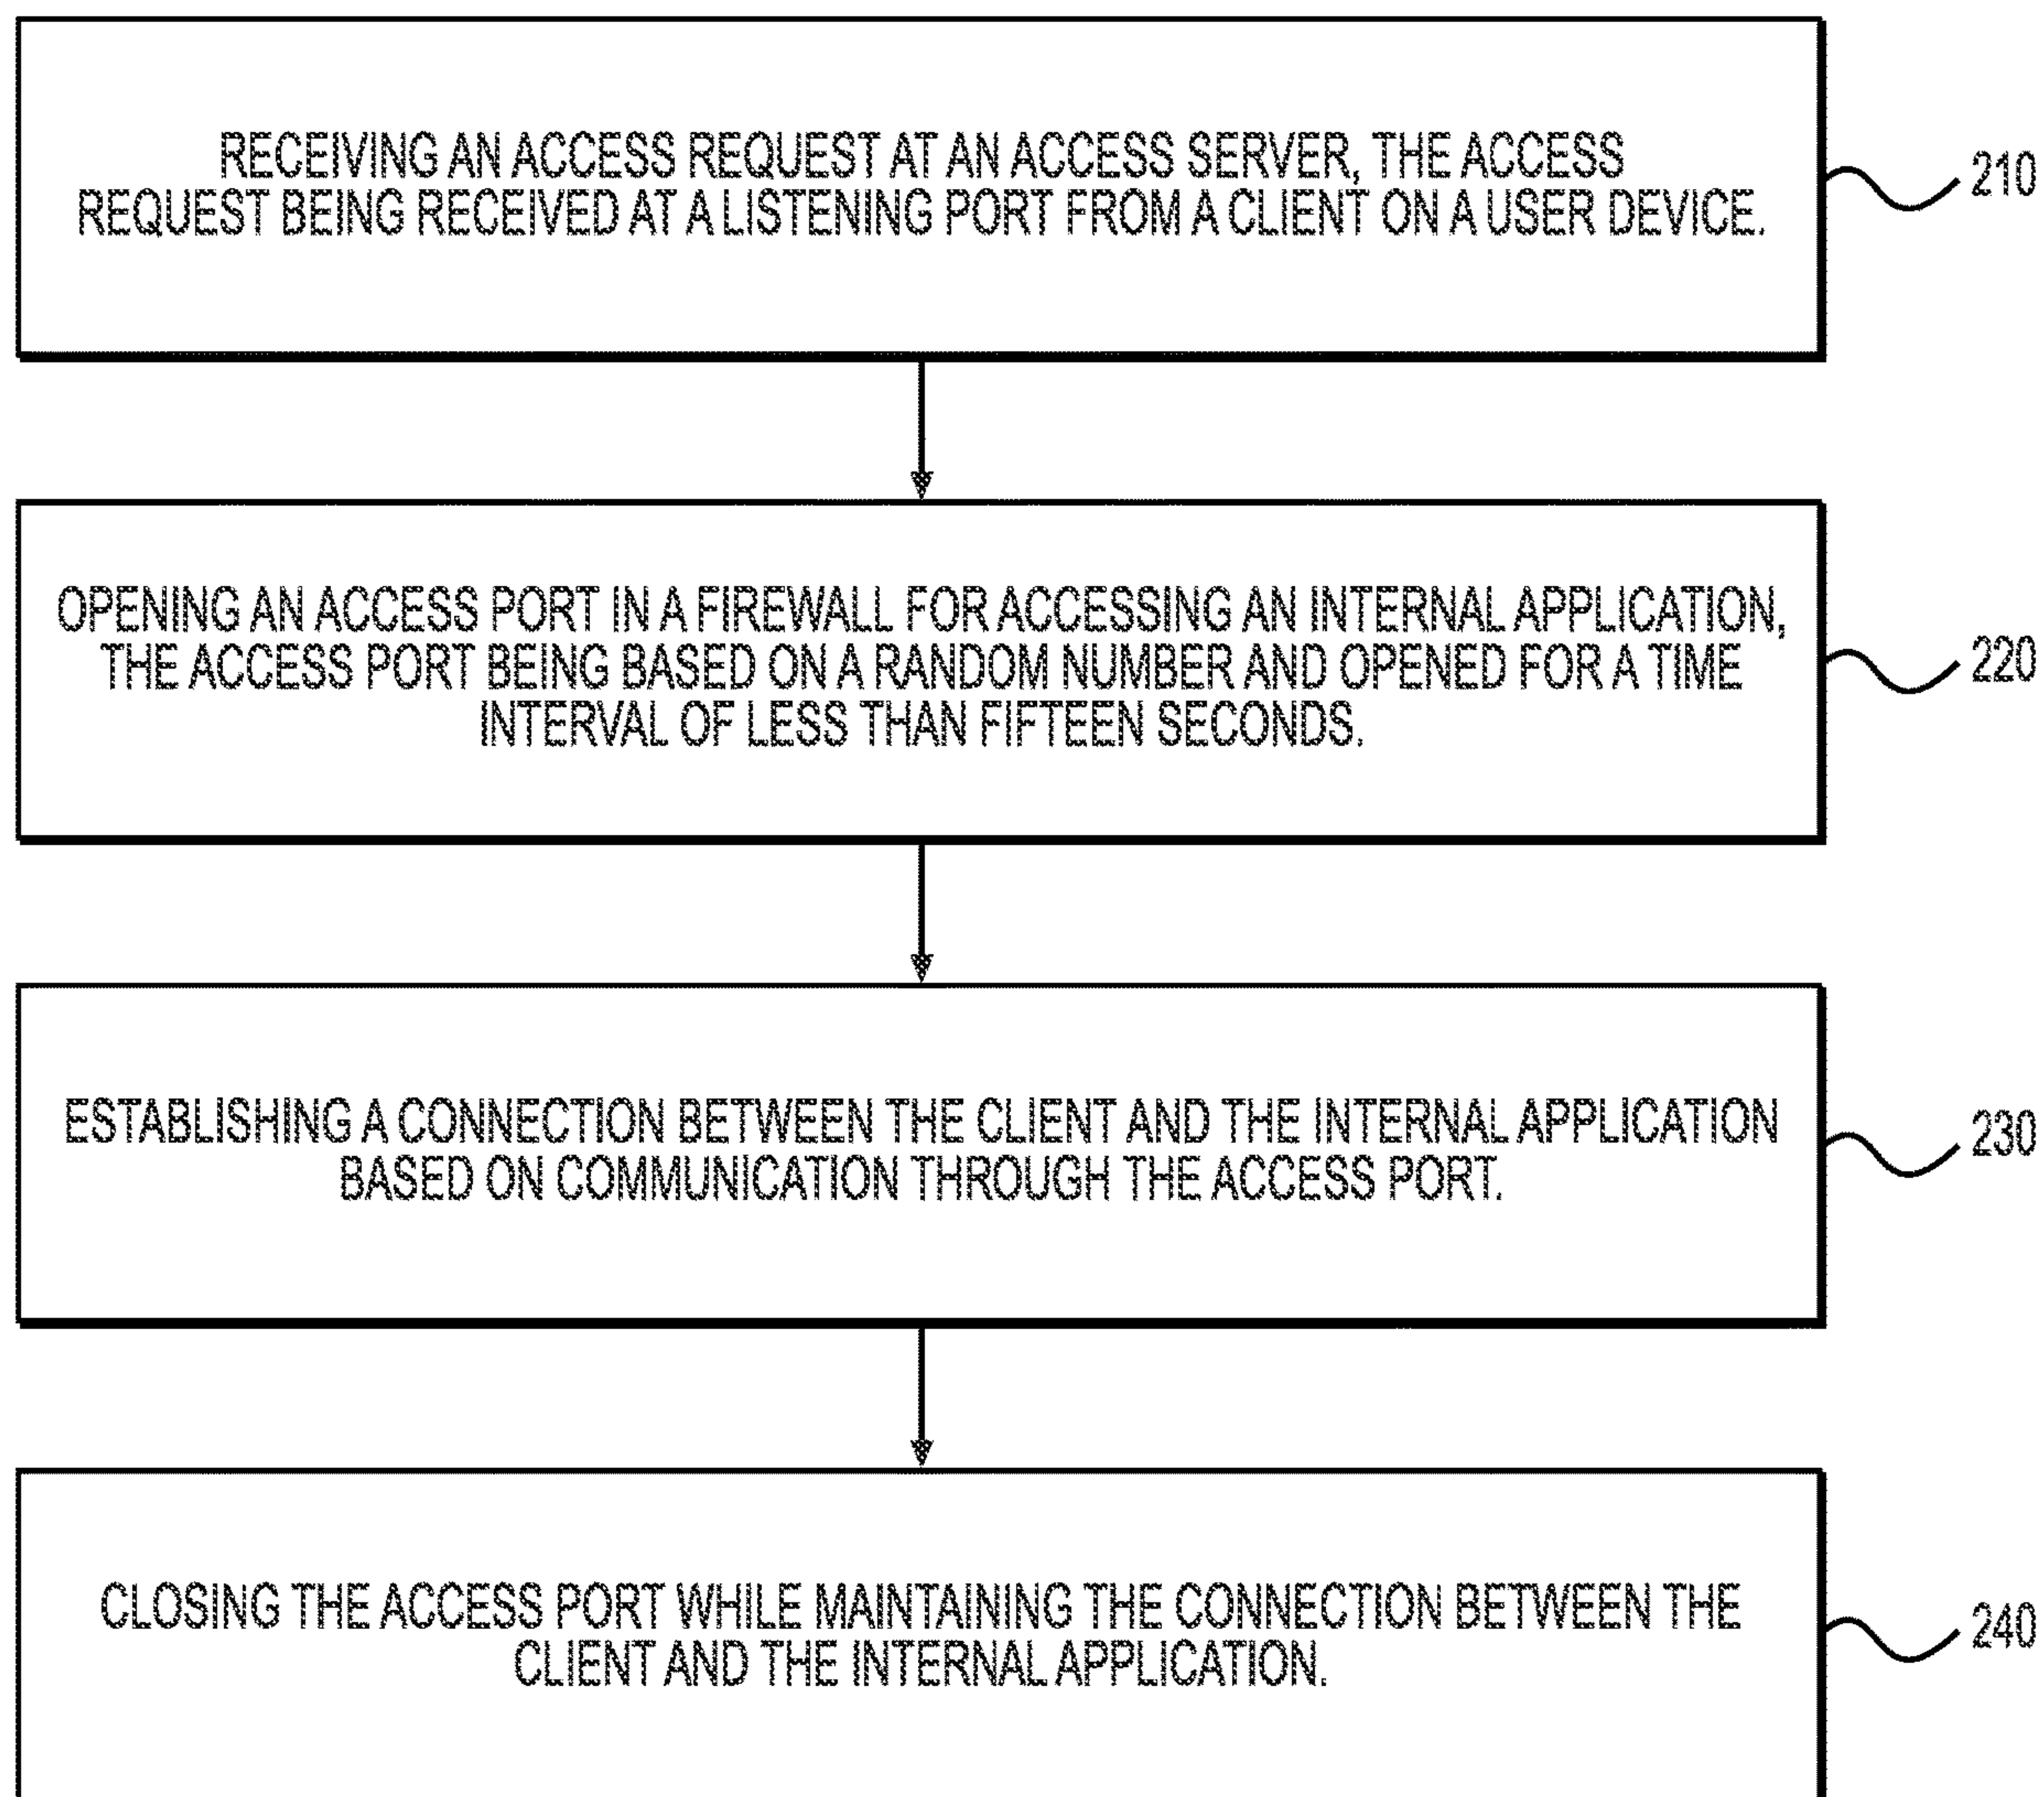 RECEIVING AN ACCESS REQUEST AT AN ACCESS SERVER, THE ACCESS
REQUEST BEING RECEIVED AT A LISTENING PORT FROM A CLIENT ON A USER DEVICE.
210
OPENING AN ACCESS PORT IN A FIREWALL FOR ACCESSING AN INTERNAL APPLICATION,
THE ACCESS PORT BEING BASED ON A RANDOM NUMBER AND OPENED FOR A TIME
INTERVAL OF LESS THAN FIFTEEN SECONDS.
220
ESTABLISHING A CONNECTION BETWEEN THE CLIENT AND THE INTERNAL APPLICATION
BASED ON COMMUNICATION THROUGH THE ACCESS PORT.
230
CLOSING THE ACCESS PORT WHILE MAINTAINING THE CONNECTION BETWEEN THE
CLIENT AND THE INTERNAL APPLICATION.
240